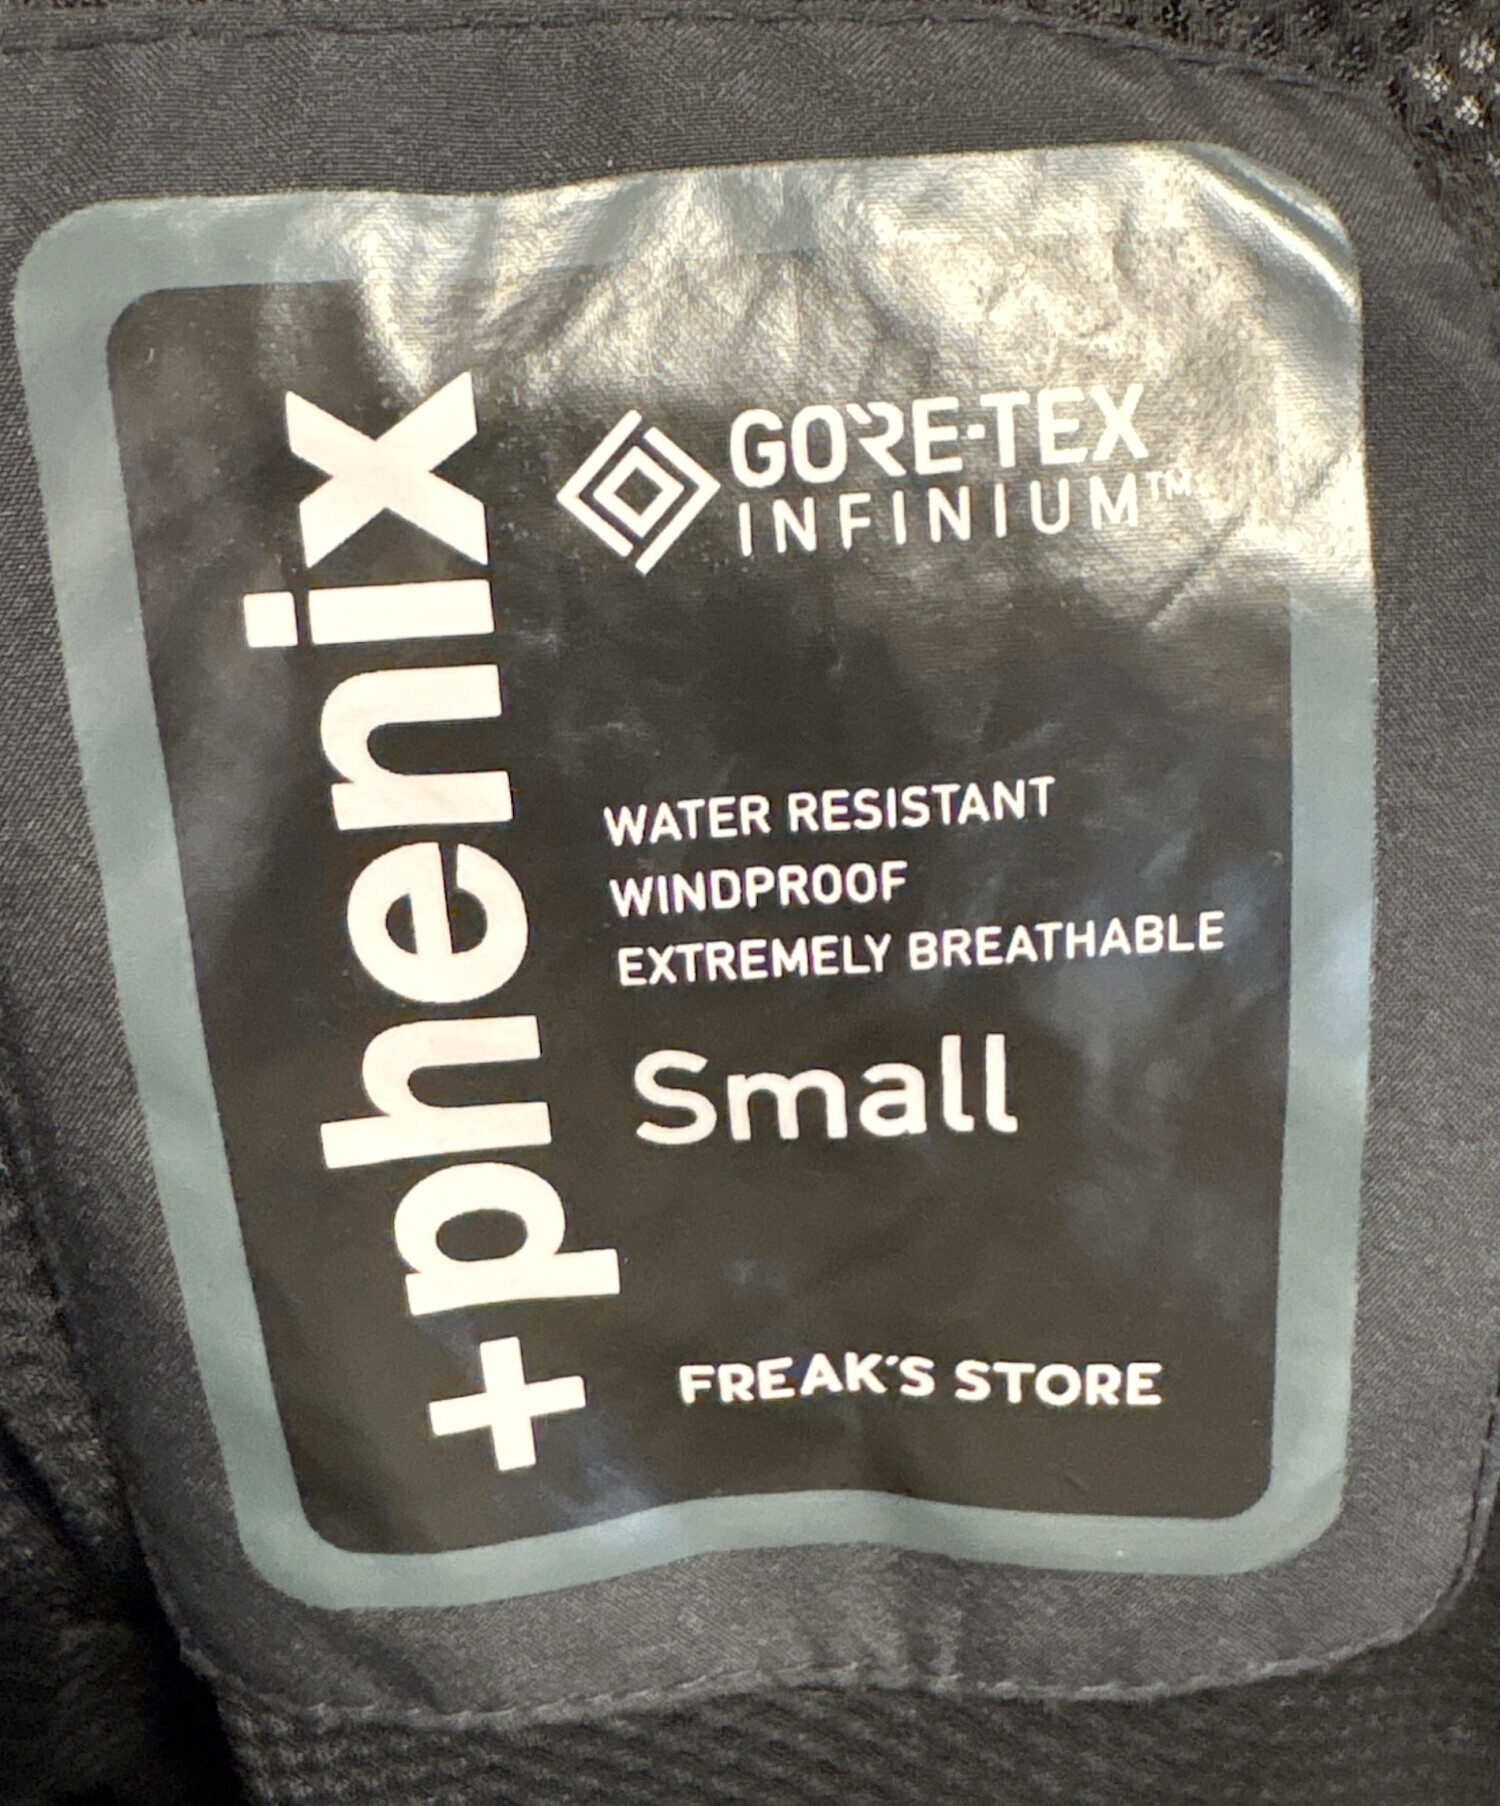 +phenix
GORE-TEX
INFINIUM™
WATER RESISTANT
WINDPROOF
EXTREMELY BREATHABLE
Small
FREAK'S STORE